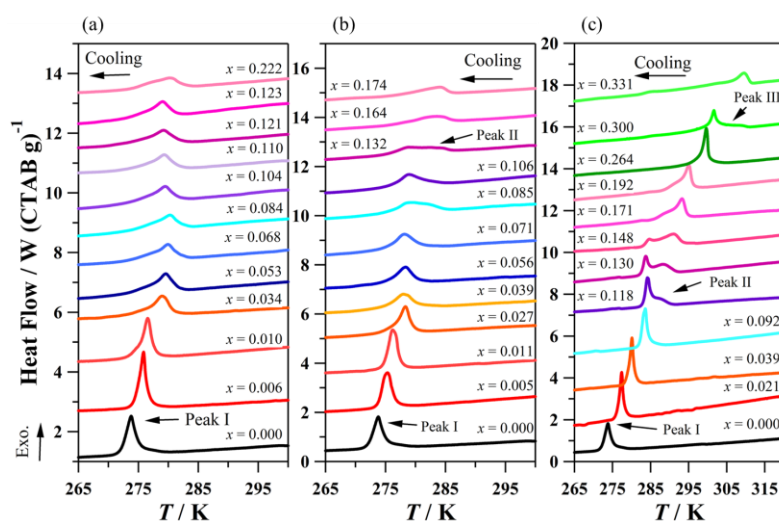 (a)
Cooling
x = 0.222
x = 0.123
x = 0.121
x = 0.110
x = 0.104
x = 0.084
x = 0.068
x = 0.053
x = 0.034
x = 0.010
x = 0.006
Peak I
x = 0.000
14
12
10
8
6
4
2
265 275 285 295
T / K
Heat Flow / W (CTAB g)-1
Exo.
(b)
Cooling
x = 0.174
x = 0.164
x = 0.132
Peak II
x = 0.106
x = 0.085
x = 0.071
x = 0.056
x = 0.039
x = 0.027
x = 0.011
x = 0.005
Peak I
x = 0.000
18
16
14
12
10
8
6
4
2
0
265 275 285 295
T / K
(c)
Cooling
x = 0.331
Peak III
x = 0.300
x = 0.264
x = 0.192
x = 0.171
x = 0.148
x = 0.130
Peak II
x = 0.118
x = 0.092
x = 0.039
x = 0.021
Peak I
x = 0.000
20
18
16
14
12
10
8
6
4
2
0
265 275 285 295 305 315
T / K